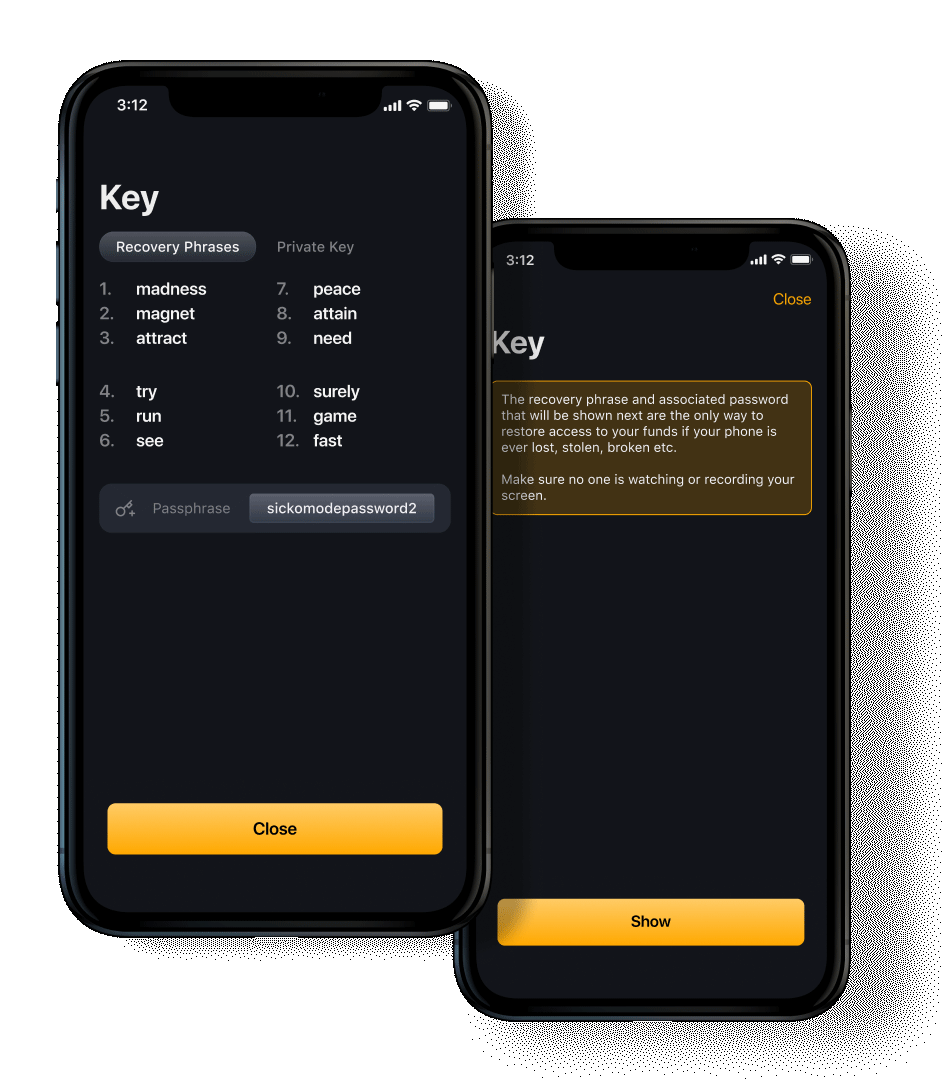 3:12
Key
Recovery Phrases Private Key
1. madness 7. peace
2. magnet 8. attain
3. attract 9. need
4. try 10. surely
5. run 11. game
6. see 12. fast
Passphrase sickomodepassword2
Close
3:12
Close
Key
The recovery phrase and associated password
that will be shown next are the only way to
restore access to your funds if your phone is
ever lost, stolen, broken etc.
Make sure no one is watching or recording your
screen.
Show